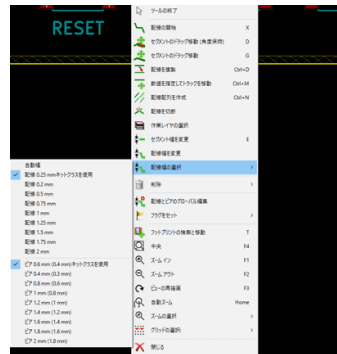 RESET
ツールの終了
配線の開始 X
セグメントのドラッグ移動 (角度保持) D
セグメントのドラッグ移動 G
配線を複製 Ctrl+D
数値を指定してトラックを移動 Ctrl+M
配線配列を作成 Ctrl+N
配線を切断
作業レイヤの選択
セグメント幅を変更 E
配線幅を変更
配線幅の選択
削除
配線とビアのグローバル編集
フラグをセット
フットプリントの検索と移動 T
中央 F4
ズーム イン F1
ズーム アウト F2
ビューの再描画 F3
自動ズーム Home
ズームの選択
グリッドの選択
閉じる
自動幅
配線 0.25 mmネットクラスを使用
配線 0.2 mm
配線 0.5 mm
配線 0.75 mm
配線 1 mm
配線 1.25 mm
配線 1.5 mm
配線 1.75 mm
配線 2 mm
ビア 0.6 mm (0.4 mm)ネットクラスを使用
ビア 0.4 mm (0.3 mm)
ビア 0.8 mm (0.6 mm)
ビア 1 mm (0.8 mm)
ビア 1.2 mm (1 mm)
ビア 1.4 mm (1.2 mm)
ビア 1.6 mm (1.4 mm)
ビア 1.8 mm (1.6 mm)
ビア 2 mm (1.8 mm)